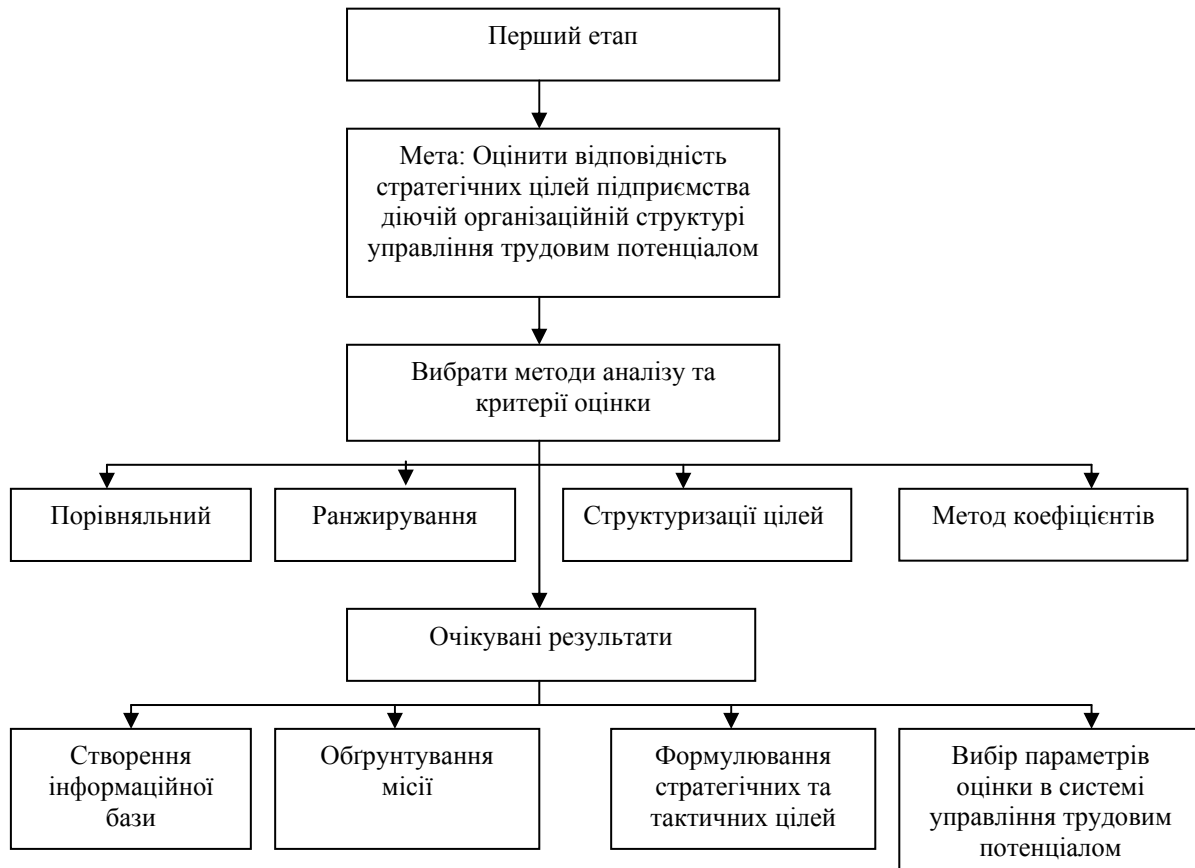 Перший етап
Мета: Оцінити відповідність
стратегічних цілей підприємства
діючій організаційній структурі
управління трудовим потенціалом
Вибрати методи аналізу та
критерії оцінки
Порівняльний
Ранжирування
Структуризації цілей
Метод коефіцієнтів
Очікувані результати
Створення
інформаційної
бази
Обґрунтування
місії
Формулювання
стратегічних та
тактичних цілей
Вибір параметрів
оцінки в системі
управління трудовим
потенціалом